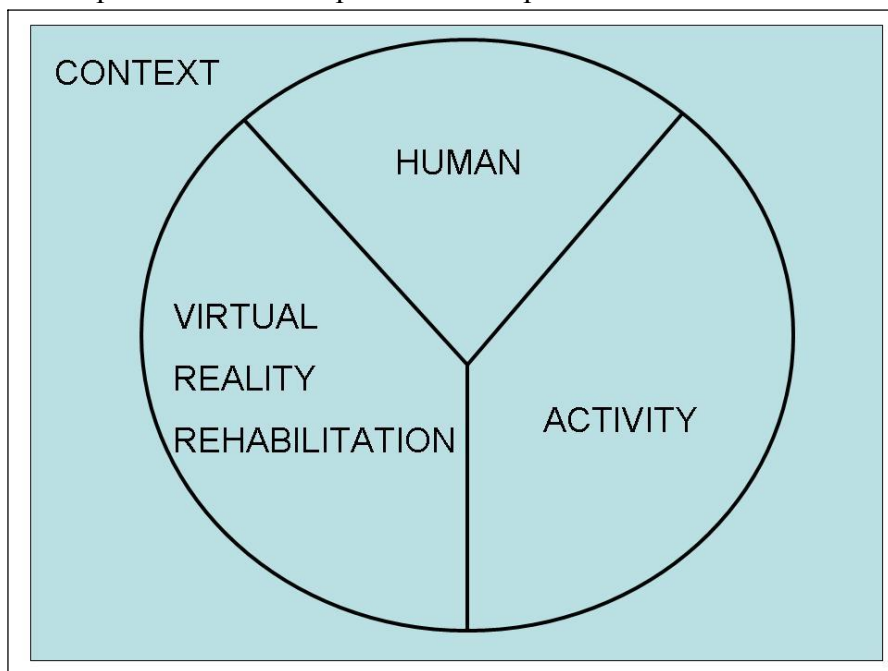 CONTEXT
HUMAN
VIRTUAL
REALITY
REHABILITATION
ACTIVITY